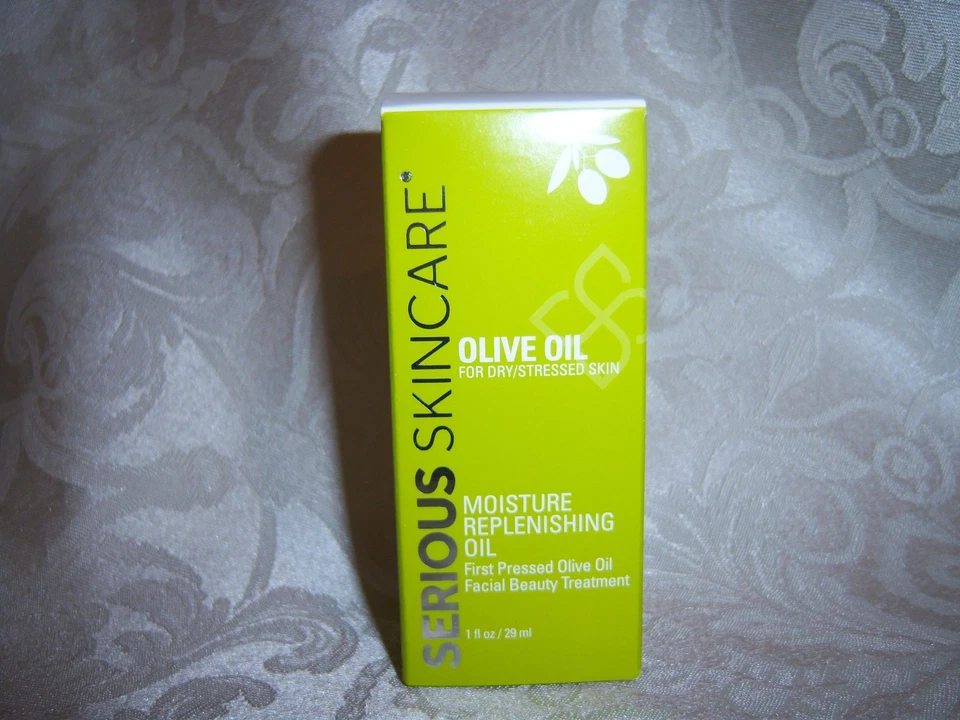 SERIOUS SKINCARE®
OLIVE OIL
FOR DRY/STRESSED SKIN
MOISTURE
REPLENISHING
OIL
First Pressed Olive Oil
Facial Beauty Treatment
1 fl oz / 29 ml